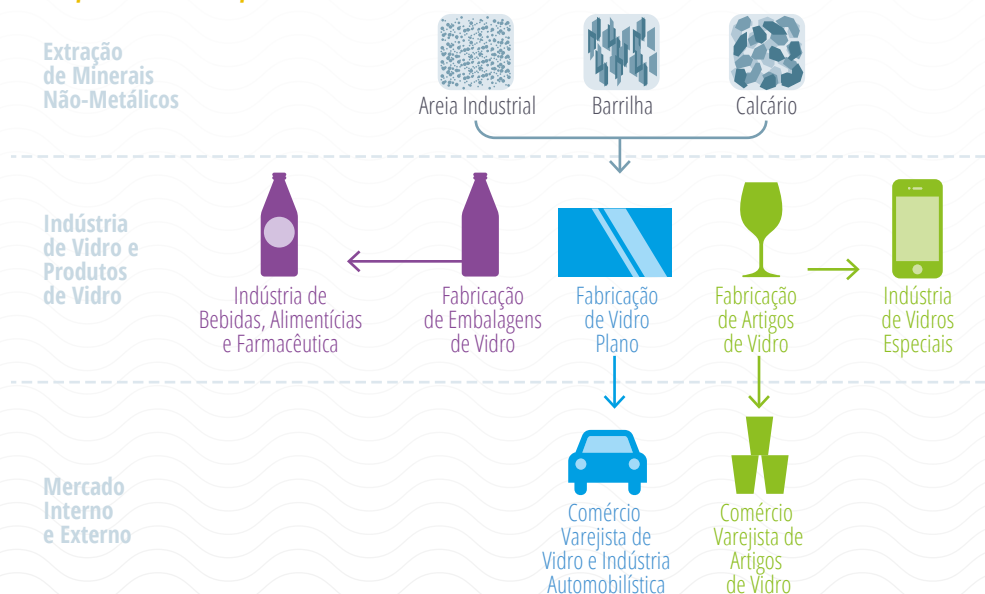 Extração
de Minerais
Não-Metálicos
Areia Industrial
Barrilha
Calcário
Indústria
de Vidro e
Produtos
de Vidro
Indústria de
Bebidas, Alimentícias
e Farmacêutica
Fabricação
de Embalagens
de Vidro
Fabricação
de Vidro
Plano
Fabricação
de Artigos
de Vidro
Indústria
de Vidros
Especiais
Mercado
Interno
e Externo
Comércio
Varejista de
Vidro e Indústria
Automobilística
Comércio
Varejista de
Artigos
de Vidro